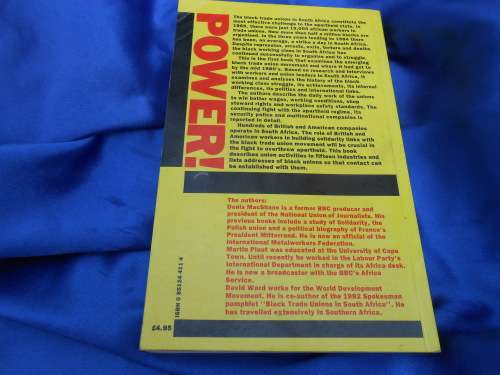 POWER!
The black trade unions in South Africa constitute the
most effective challenge to the apartheid state. In
1969, there were just 16,000 african workers in
trade unions. Now more than half a million blacks are
organised. In the three years leading to 1984 there
has been, on average, a strike a day in South Africa.
Despite repression, arrests, exile, torture and deaths,
the black working class in South Africa has
continued successfully to organise and to struggle.
This is the first book that examines the emerging
black trade union movement and where it has got to
by the mid 1980's. Based on research and interviews
with workers and union leaders in South Africa, it
examines and analyses the history of the black
working class struggle, its achievements, its internal
differences, its politics and international links.
The authors describe the daily work of the unions
to win better wages, working conditions, shop
steward rights and workplace safety standards. The
continuing fight with the apartheid regime, its
security police and multinational companies is
reported in detail.
Hundreds of British and American companies
operate in South Africa. The role of British and
American workers in building solidarity links with
the black trade union movement will be crucial in
the fight to overthrow apartheid. This book
describes union activities in fifteen industries and
lists addresses of black unions so that contact can
be established with them.
The authors:
Denis MacShane is a former BBC producer and
president of the National Union of Journalists. His
previous books include a study of Solidarity, the
Polish union and a political biography of France's
President Mitterrand. He is now an official of the
International Metalworkers Federation.
Martin Plaut was educated at the University of Cape
Town. Until recently he worked in the Labour Party's
International Department in charge of its Africa desk.
He is now a broadcaster with the BBC's Africa
Service.
David Ward works for the World Development
Movement. He is co-author of the 1982 Spokesman
pamphlet "Black Trade Unions in South Africa". He
has travelled extensively in Southern Africa.
ISBN 0 85124 421 4
£4.95